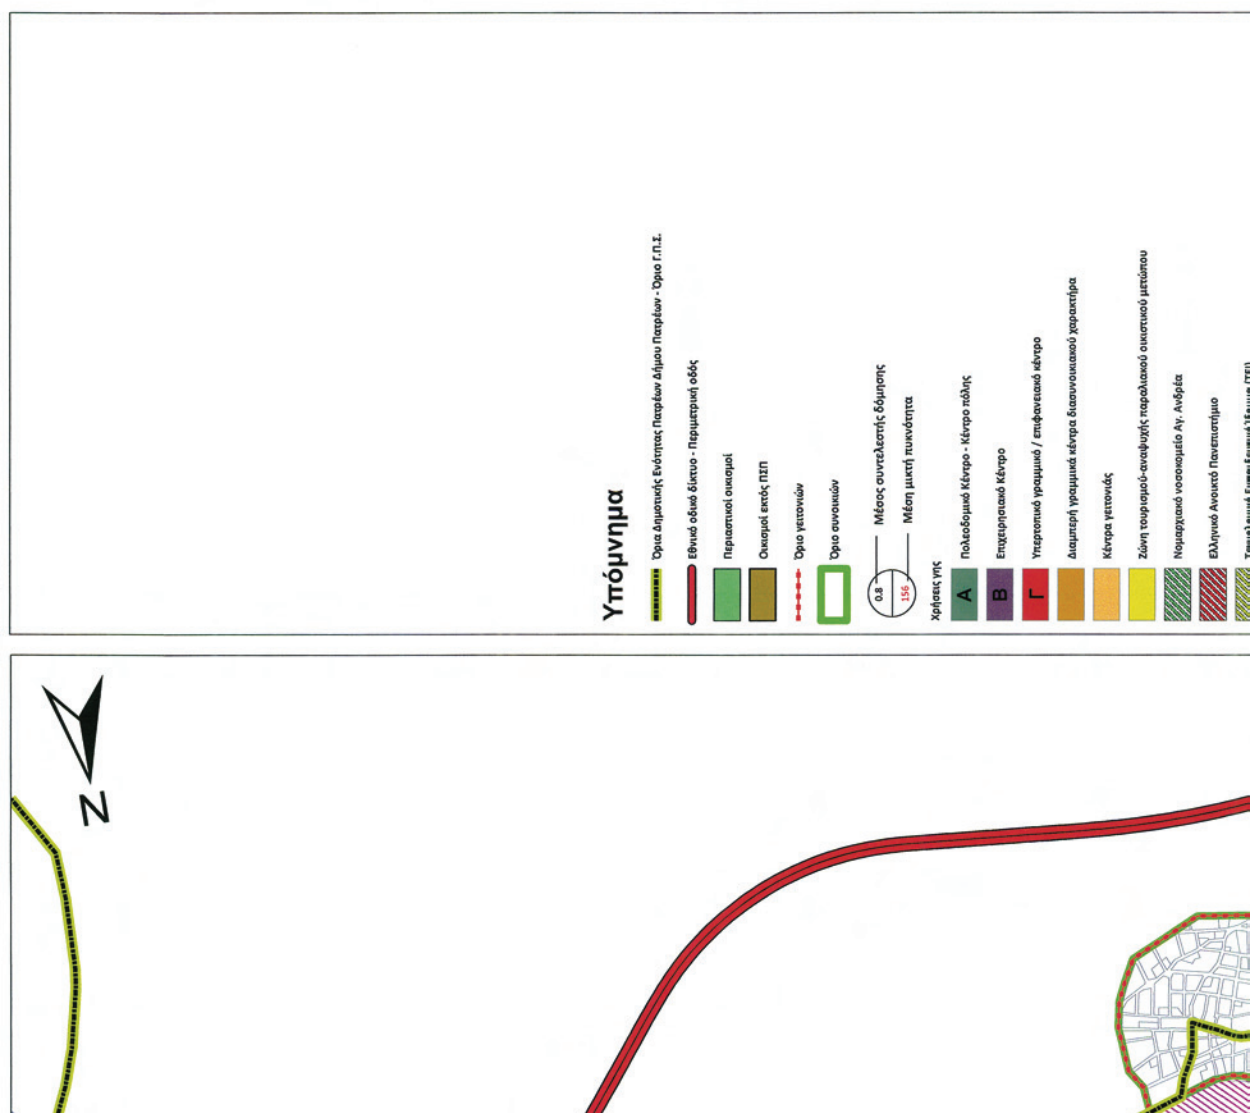 Υπόμνημα
Όρια Δημοτικής Ενότητας Πατρέων Δήμου Πατρέων - Όριο Γ.Π.Σ.
Εθνικό οδικό δίκτυο - Περιμετρική οδός
Περιαστικοί οικισμοί
Οικισμοί εκτός ΠΣΠ
Όριο γειτονιών
Όριο συνοικιών
0.8 Μέσος συντελεστής δόμησης
156 Μέση μικτή πυκνότητα
Χρήσεις γης
Α Πολεοδομικό Κέντρο - Κέντρο πόλης
Β Επιχειρησιακό Κέντρο
Γ Υπερτοπικό γραμμικό / επιφανειακό κέντρο
Διαμπερή γραμμικά κέντρα διασυνοικιακού χαρακτήρα
Κέντρα γειτονιάς
Ζώνη τουρισμού-αναψυχής παραλιακού οικιστικού μετώπου
Νομαρχιακό νοσοκομείο Αγ. Ανδρέα
Ελληνικό Ανοικτό Πανεπιστήμιο
N